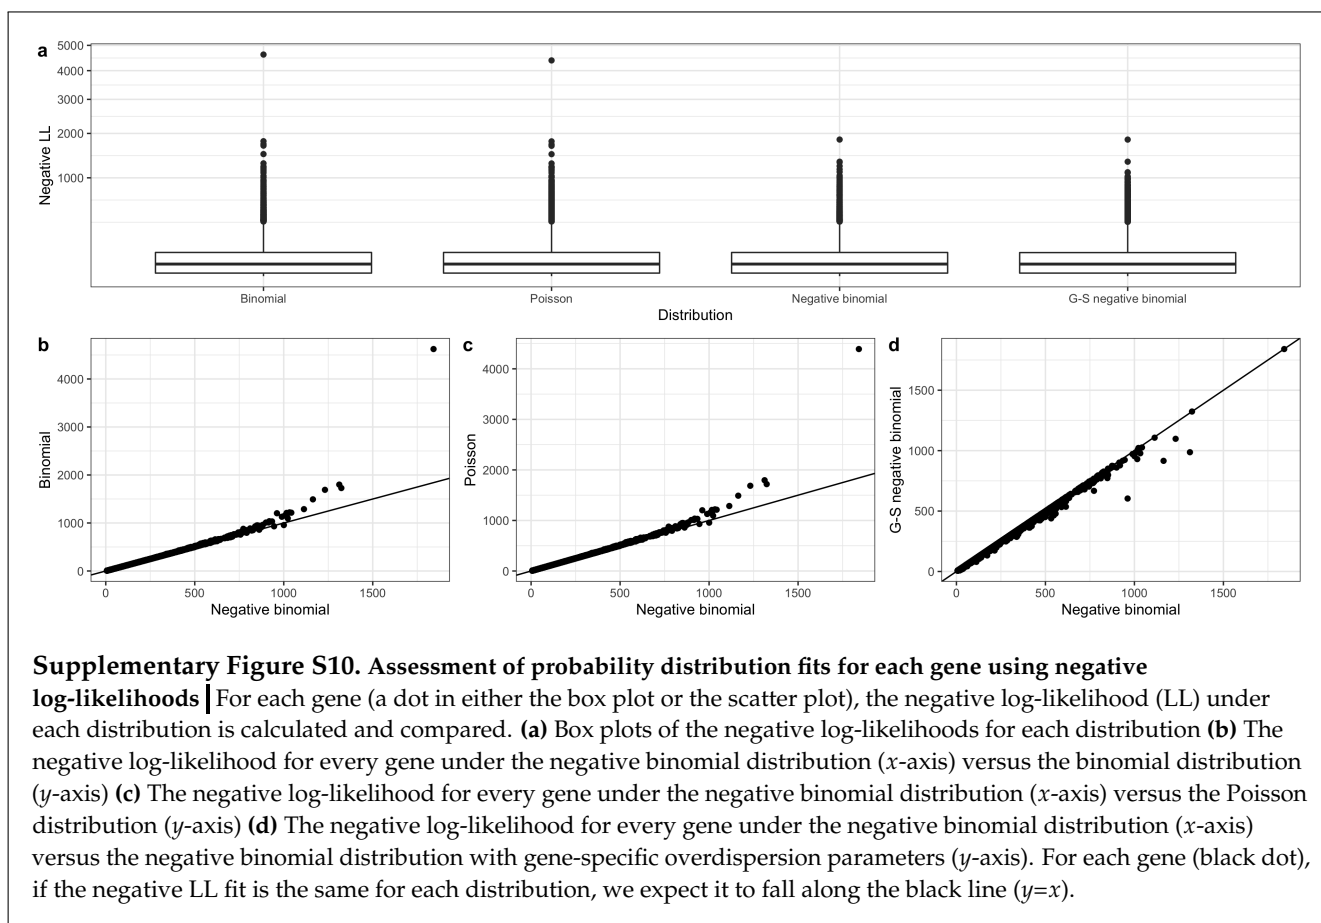 a
5000
4000
3000
2000
1000
Negative LL
Binomial Poisson Negative binomial G-S negative binomial
Distribution
b
4000
3000
2000
1000
0
Binomial
0 500 1000 1500
Negative binomial
c
4000
3000
2000
1000
0
Poisson
0 500 1000 1500
Negative binomial
d
1500
1000
500
0
G-S negative binomial
0 500 1000 1500
Negative binomial
Supplementary Figure S10. Assessment of probability distribution fits for each gene using negative
log-likelihoods | For each gene (a dot in either the box plot or the scatter plot), the negative log-likelihood (LL) under
each distribution is calculated and compared. (a) Box plots of the negative log-likelihoods for each distribution (b) The
negative log-likelihood for every gene under the negative binomial distribution (x-axis) versus the binomial distribution
(y-axis) (c) The negative log-likelihood for every gene under the negative binomial distribution (x-axis) versus the Poisson
distribution (y-axis) (d) The negative log-likelihood for every gene under the negative binomial distribution (x-axis)
versus the negative binomial distribution with gene-specific overdispersion parameters (y-axis). For each gene (black dot),
if the negative LL fit is the same for each distribution, we expect it to fall along the black line (y=x).